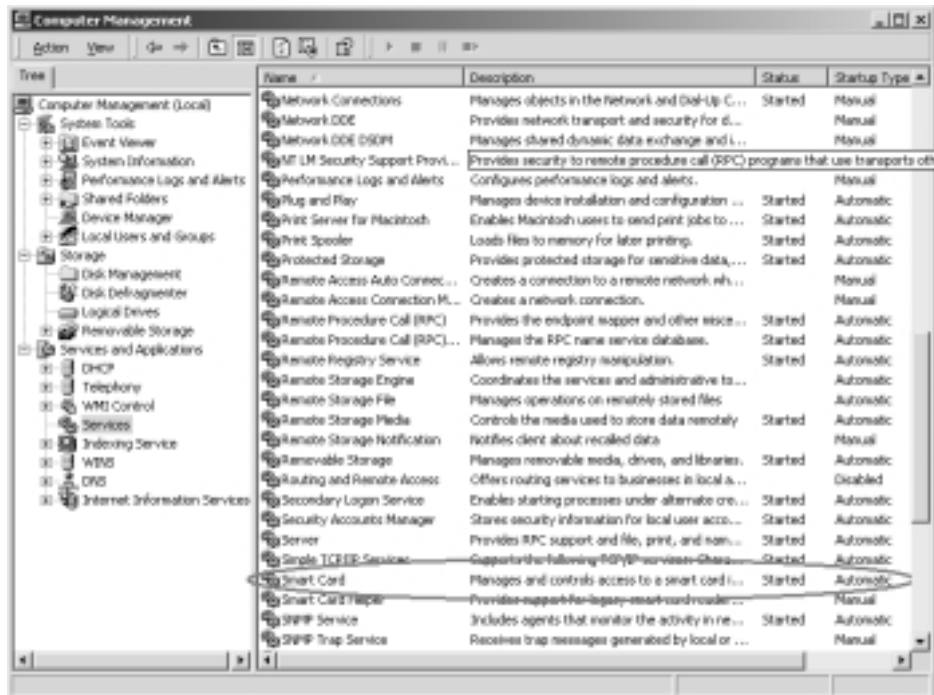 Computer Management
Action View
Tree
Name Description Status Startup Type
Computer Management (Local)
System Tools
Event Viewer
System Information
Performance Logs and Alerts
Shared Folders
Device Manager
Local Users and Groups
Storage
Disk Management
Disk Defragmenter
Logical Drives
Removable Storage
Services and Applications
DHCP
Telephony
WMI Control
Services
Indexing Service
WINS
DNS
Internet Information Services
Network Connections Manages objects in the Network and Dial-Up C... Started Manual
Network DDE Provides network transport and security for d... Manual
Network DDE DSDM Manages shared dynamic data exchange and i... Manual
NT LM Security Support Provi... Provides security to remote procedure call (RPC) programs that use transports oth
Performance Logs and Alerts Configures performance logs and alerts. Manual
Plug and Play Manages device installation and configuration ... Started Automatic
Print Server for Macintosh Enables Macintosh users to send print jobs to ... Started Automatic
Print Spooler Loads files to memory for later printing. Started Automatic
Protected Storage Provides protected storage for sensitive data,... Started Automatic
Remote Access Auto Connec... Creates a connection to a remote network wh... Manual
Remote Access Connection M... Creates a network connection. Manual
Remote Procedure Call (RPC) Provides the endpoint mapper and other misce... Started Automatic
Remote Procedure Call (RPC)... Manages the RPC name service database. Started Automatic
Remote Registry Service Allows remote registry manipulation. Started Automatic
Remote Storage Engine Coordinates the services and administrative to... Automatic
Remote Storage File Manages operations on remotely stored files Automatic
Remote Storage Media Controls the media used to store data remotely Started Automatic
Remote Storage Notification Notifies client about recalled data Manual
Removable Storage Manages removable media, drives, and libraries. Started Automatic
Routing and Remote Access Offers routing services to businesses in local a... Disabled
Secondary Logon Service Enables starting processes under alternate cre... Started Automatic
Security Accounts Manager Stores security information for local user acco... Started Automatic
Server Provides RPC support and file, print, and nam... Started Automatic
Simple TCP/IP Services Supports the following TCP/IP services: Chara... Started Automatic
Smart Card Manages and controls access to a smart card i... Started Automatic
Smart Card Helper Provides support for legacy smart card reader ... Manual
SNMP Service Includes agents that monitor the activity in ne... Started Automatic
SNMP Trap Service Receives trap messages generated by local or ... Manual